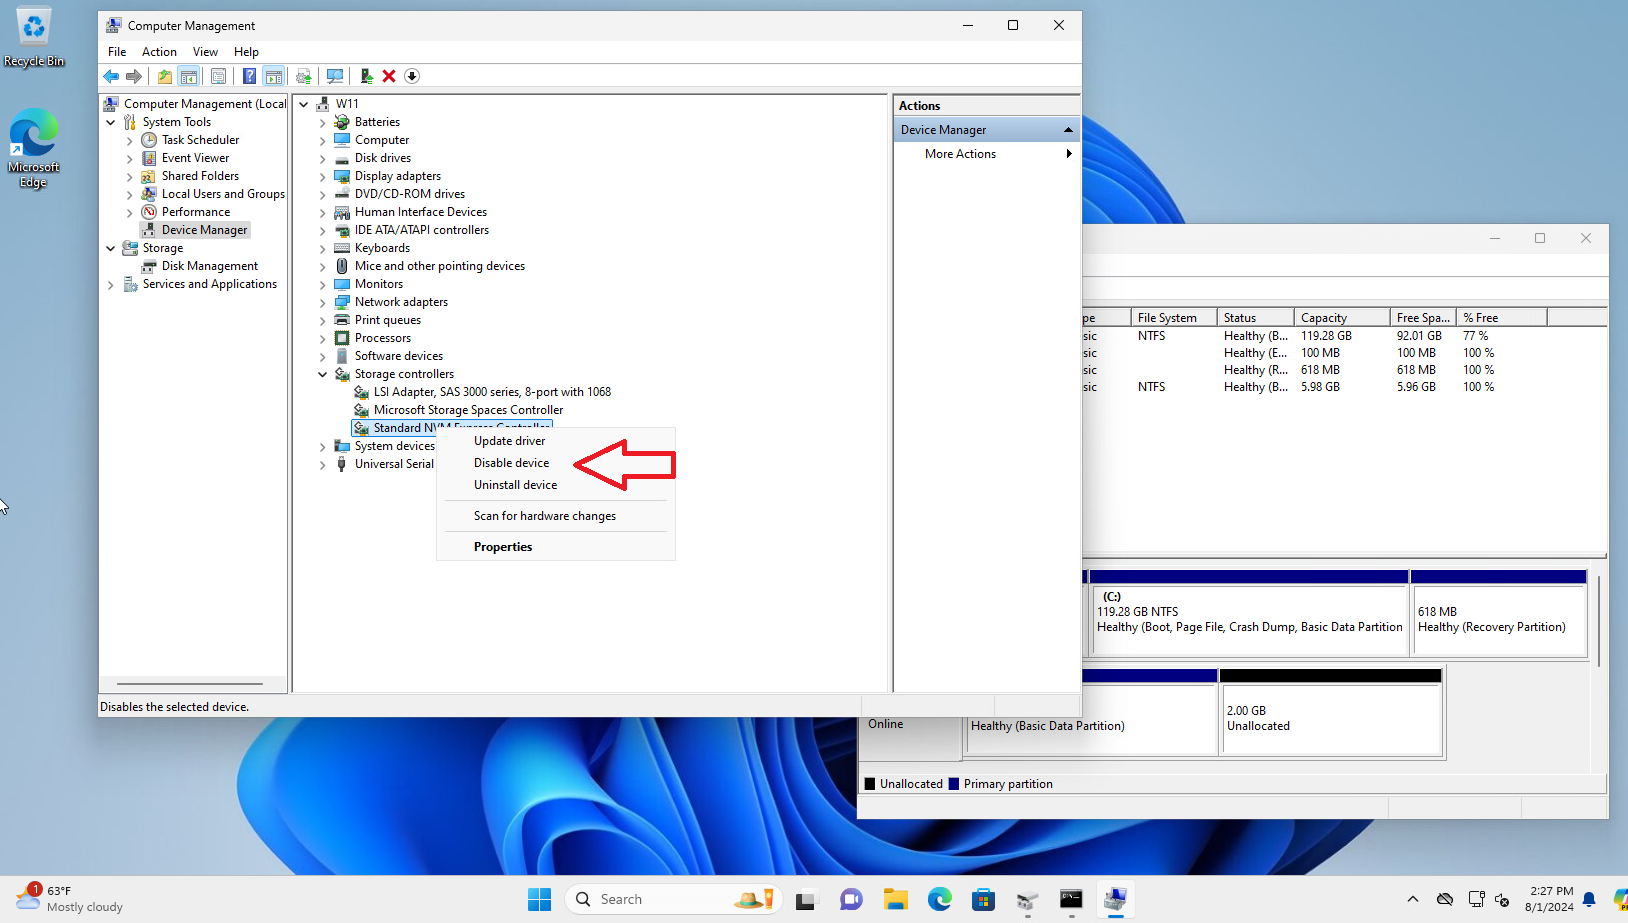 Recycle Bin
Microsoft
Edge
Computer Management
File Action View Help
Computer Management (Local
System Tools
Task Scheduler
Event Viewer
Shared Folders
Local Users and Groups
Performance
Device Manager
Storage
Disk Management
Services and Applications
W11
Batteries
Computer
Disk drives
Display adapters
DVD/CD-ROM drives
Human Interface Devices
IDE ATA/ATAPI controllers
Keyboards
Mice and other pointing devices
Monitors
Network adapters
Print queues
Processors
Software devices
Storage controllers
LSI Adapter, SAS 3000 series, 8-port with 1068
Microsoft Storage Spaces Controller
Standard NVM Express Controller
System devices
Universal Serial
Update driver
Disable device
Uninstall device
Scan for hardware changes
Properties
Actions
Device Manager
More Actions
Disables the selected device.
pe File System Status Capacity Free Spa... % Free
sic NTFS Healthy (B... 119.28 GB 92.01 GB 77 %
sic Healthy (E... 100 MB 100 MB 100 %
sic Healthy (R... 618 MB 618 MB 100 %
sic NTFS Healthy (B... 5.98 GB 5.96 GB 100 %
(C:)
119.28 GB NTFS
Healthy (Boot, Page File, Crash Dump, Basic Data Partition
618 MB
Healthy (Recovery Partition)
Online
Healthy (Basic Data Partition)
2.00 GB
Unallocated
Unallocated Primary partition
1
63°F
Mostly cloudy
Search
2:27 PM
8/1/2024